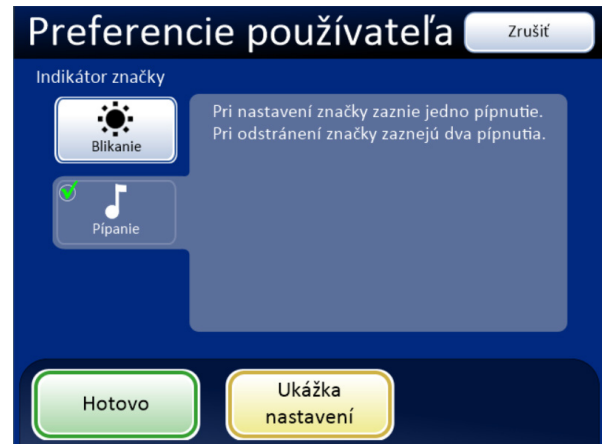 Preferencie používateľa
Zrušiť
Indikátor značky
Blikanie
Pri nastavení značky zaznie jedno pípnutie.
Pri odstránení značky zaznejú dva pípnutia.
Pípanie
Hotovo
Ukážka
nastavení